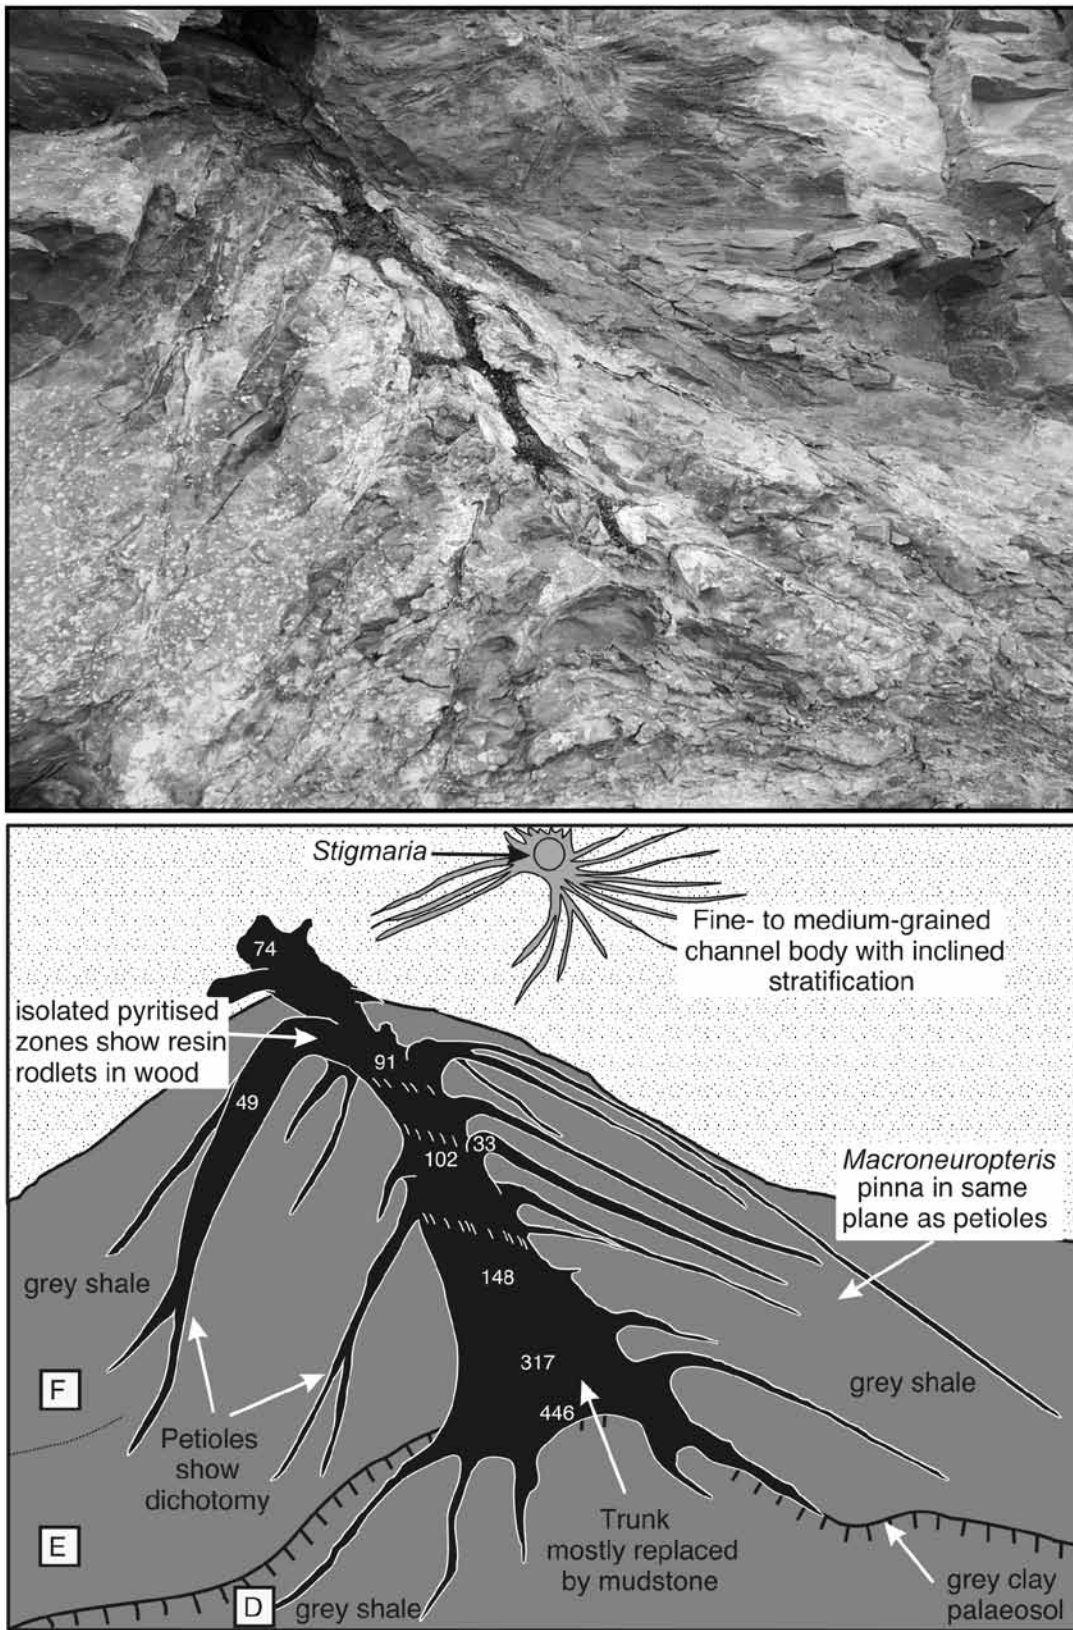 Stigmaria
Fine- to medium-grained
channel body with inclined
stratification
74
isolated pyritised
zones show resin
rodlets in wood
91
49
33
102
Macroneuropteris
pinna in same
plane as petioles
grey shale
148
317
grey shale
F
446
Petioles
show
dichotomy
Trunk
mostly replaced
by mudstone
E
grey clay
palaeosol
D
grey shale